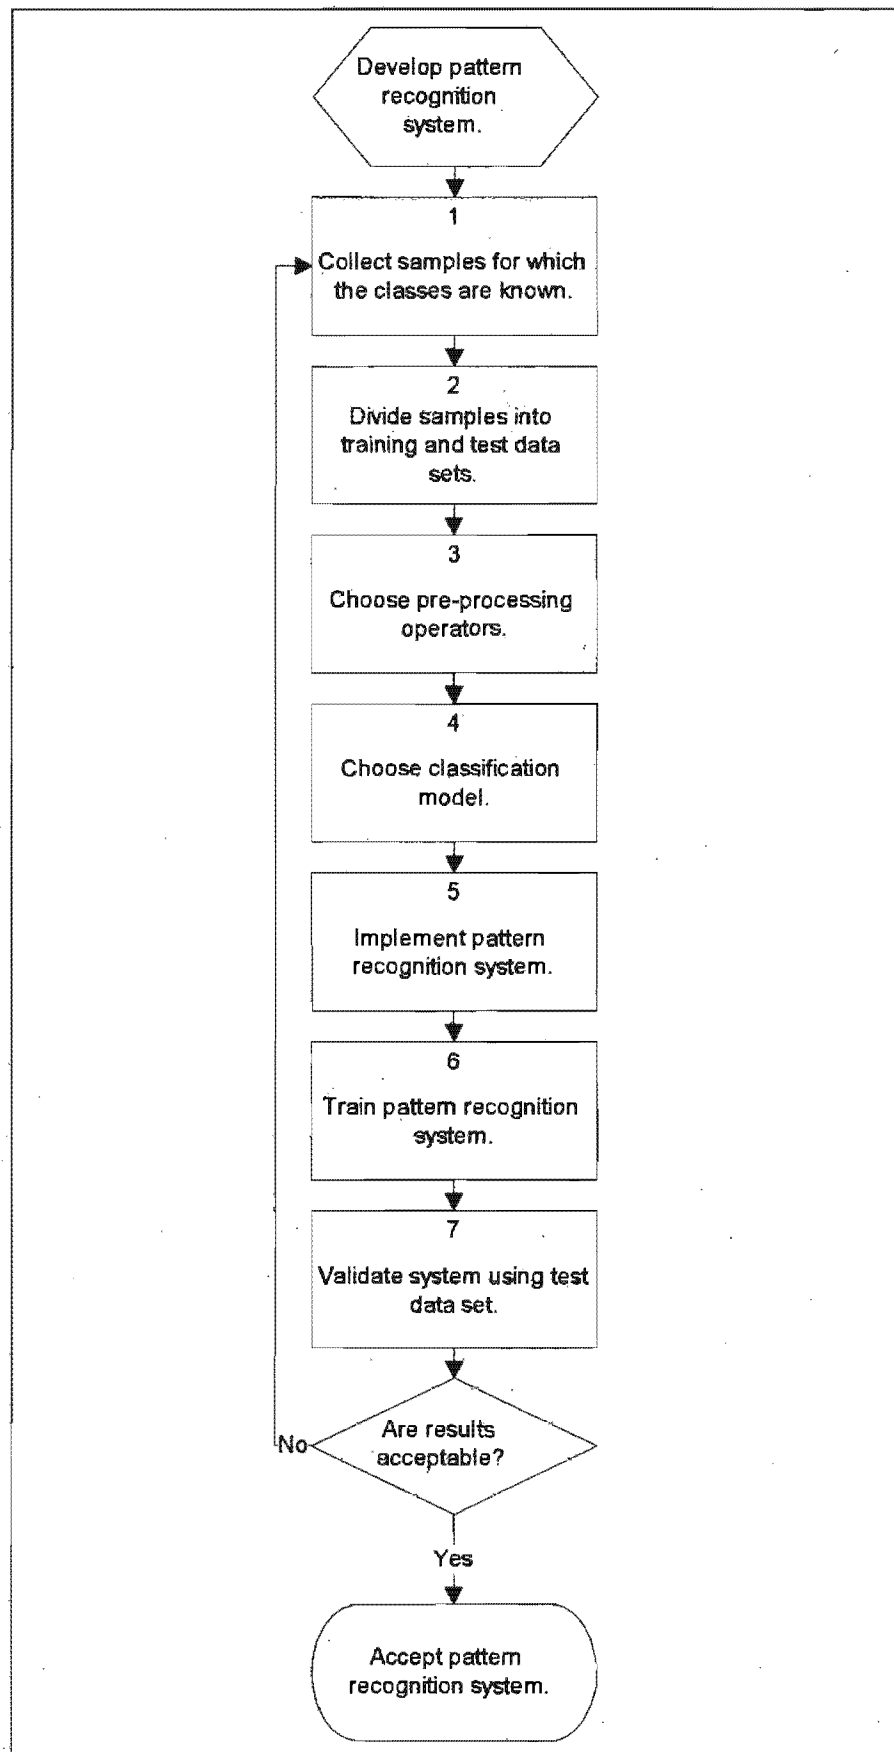 Develop pattern
recognition
system.
1
Collect samples for which
the classes are known.
2
Divide samples into
training and test data
sets.
3
Choose pre-processing
operators.
4
Choose classification
model.
5
Implement pattern
recognition system.
6
Train pattern recognition
system.
7
Validate system using test
data set.
Are results
acceptable?
No
Yes
Accept pattern
recognition system.